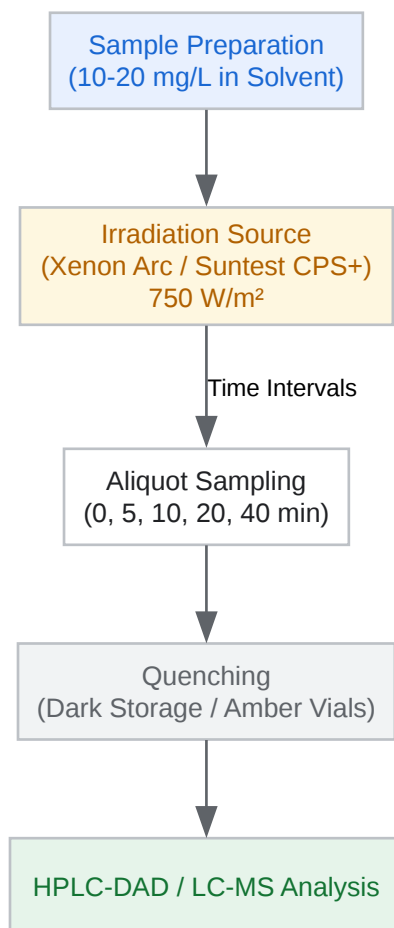 Sample Preparation
(10-20 mg/L in Solvent)
Irradiation Source
(Xenon Arc / Suntest CPS+)
750 W/m²
Time Intervals
Aliquot Sampling
(0, 5, 10, 20, 40 min)
Quenching
(Dark Storage / Amber Vials)
HPLC-DAD / LC-MS Analysis